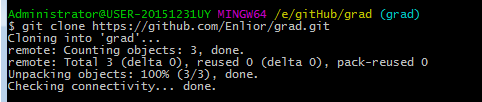 Administrator@USER-20151231UY MINGW64 /e/gitHub/grad (grad)
$ git clone https://github.com/Enlior/grad.git
Cloning into 'grad'...
remote: Counting objects: 3, done.
remote: Total 3 (delta 0), reused 0 (delta 0), pack-reused 0
Unpacking objects: 100% (3/3), done.
Checking connectivity... done.